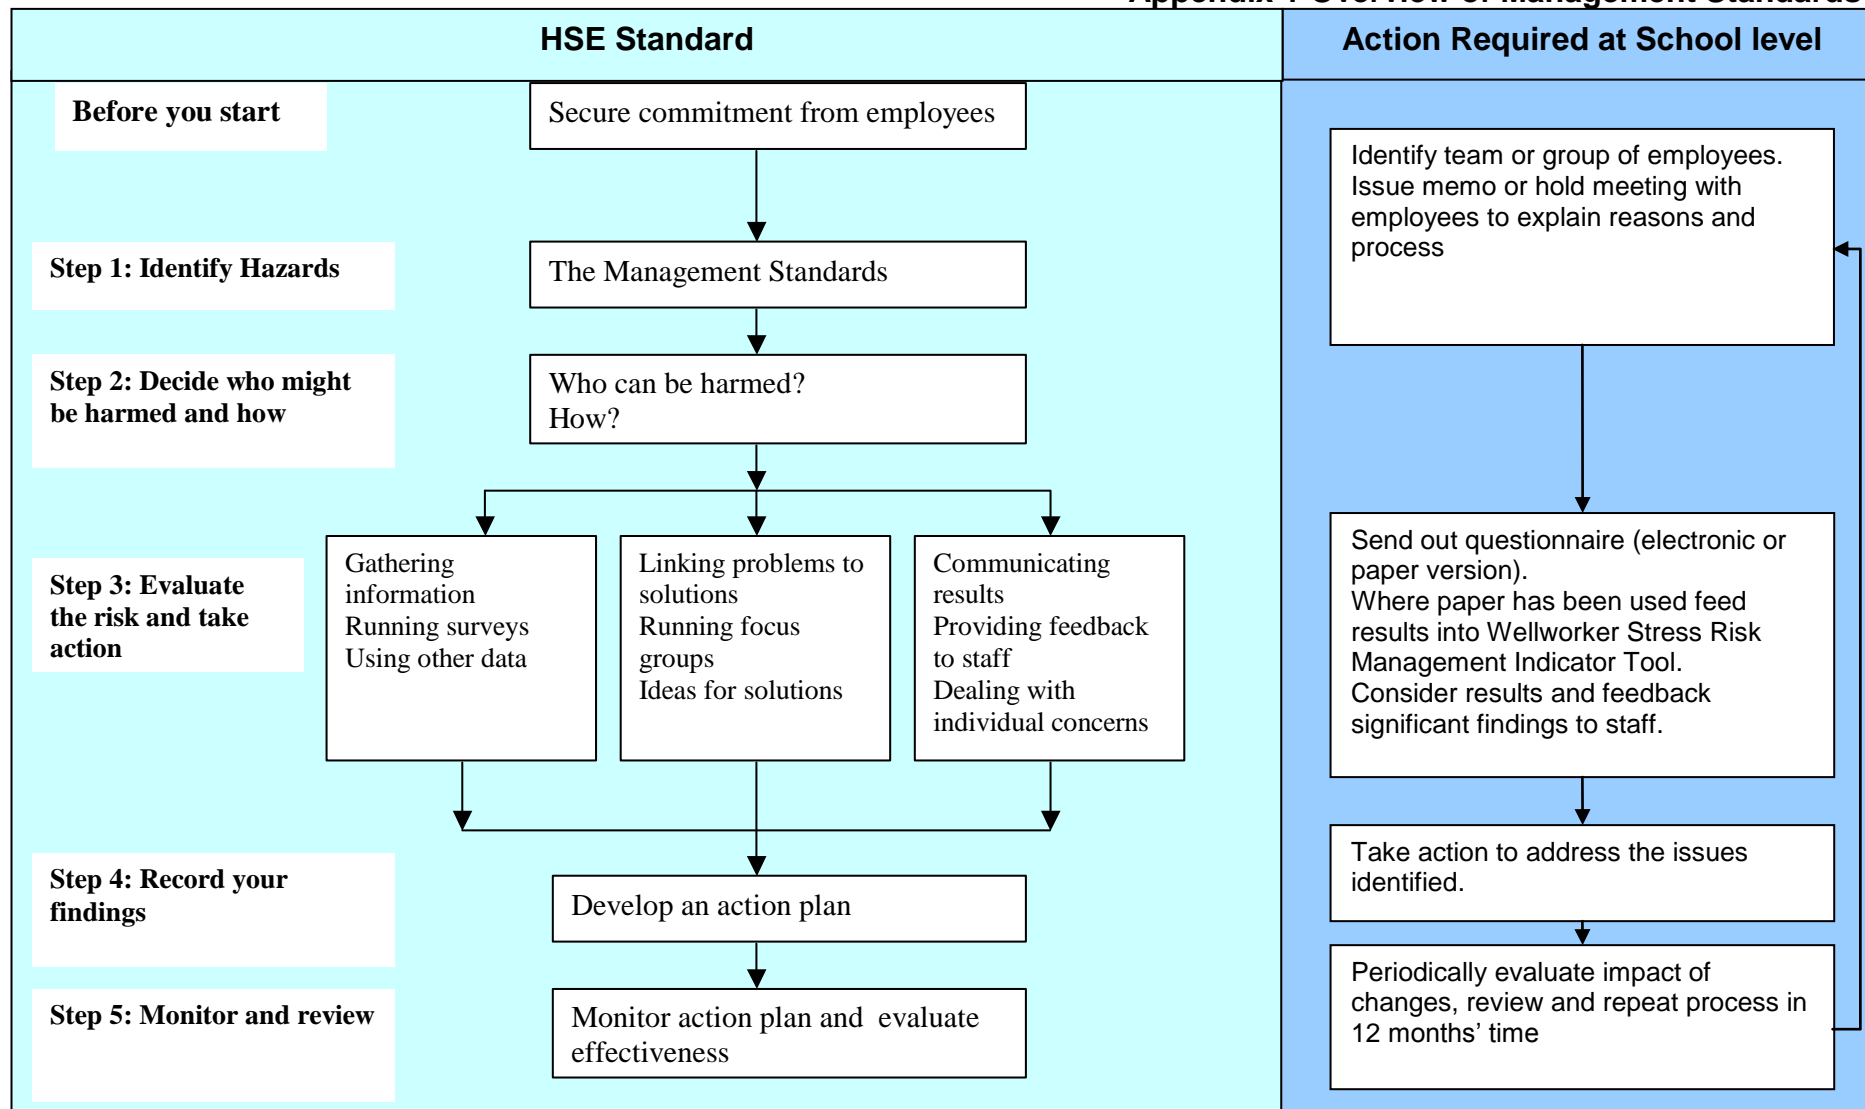 Appendix 1 Overview of Management Standards
HSE Standard
Action Required at School level
Before you start
Secure commitment from employees
Identify team or group of employees.
Issue memo or hold meeting with
employees to explain reasons and
process
Step 1: Identify Hazards
The Management Standards
Step 2: Decide who might
be harmed and how
Who can be harmed?
How?
Step 3: Evaluate
the risk and take
action
Gathering
information
Running surveys
Using other data
Linking problems to
solutions
Running focus
groups
Ideas for solutions
Communicating
results
Providing feedback
to staff
Dealing with
individual concerns
Send out questionnaire (electronic or
paper version).
Where paper has been used feed
results into Wellworker Stress Risk
Management Indicator Tool.
Consider results and feedback
significant findings to staff.
Step 4: Record your
findings
Develop an action plan
Take action to address the issues
identified.
Step 5: Monitor and review
Monitor action plan and  evaluate
effectiveness
Periodically evaluate impact of
changes, review and repeat process in
12 months’ time